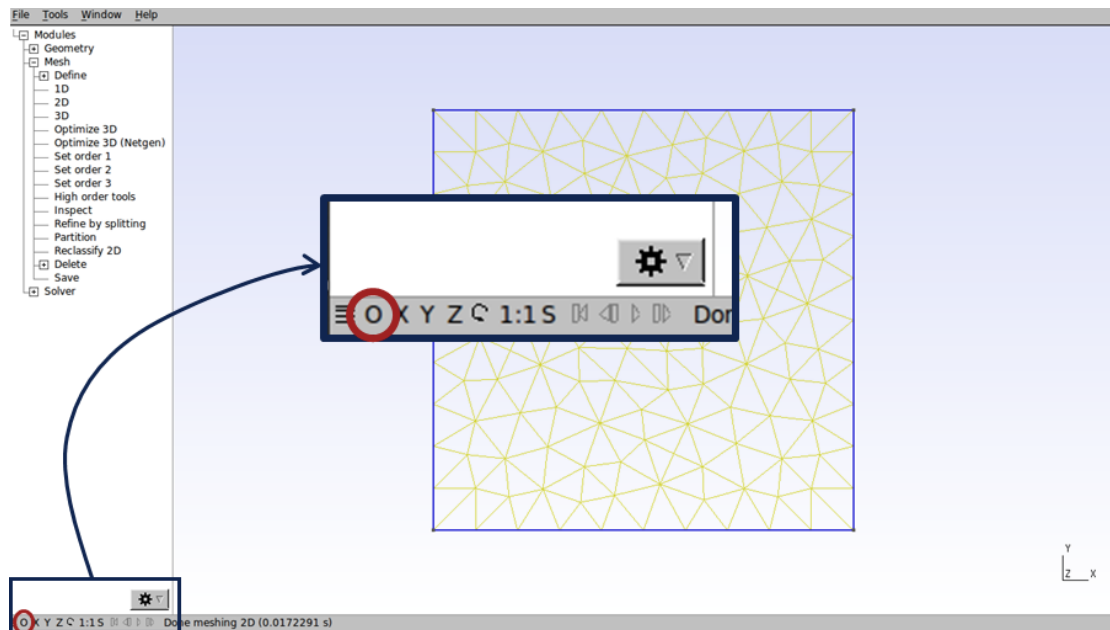 File Tools Window Help
Modules
Geometry
Mesh
Define
1D
2D
3D
Optimize 3D
Optimize 3D (Netgen)
Set order 1
Set order 2
Set order 3
High order tools
Inspect
Refine by splitting
Partition
Reclassify 2D
Delete
Save
Solver
O X Y Z 1:1 S Dor
Y
Z X
O X Y Z 1:1 S Done meshing 2D (0.0172291 s)